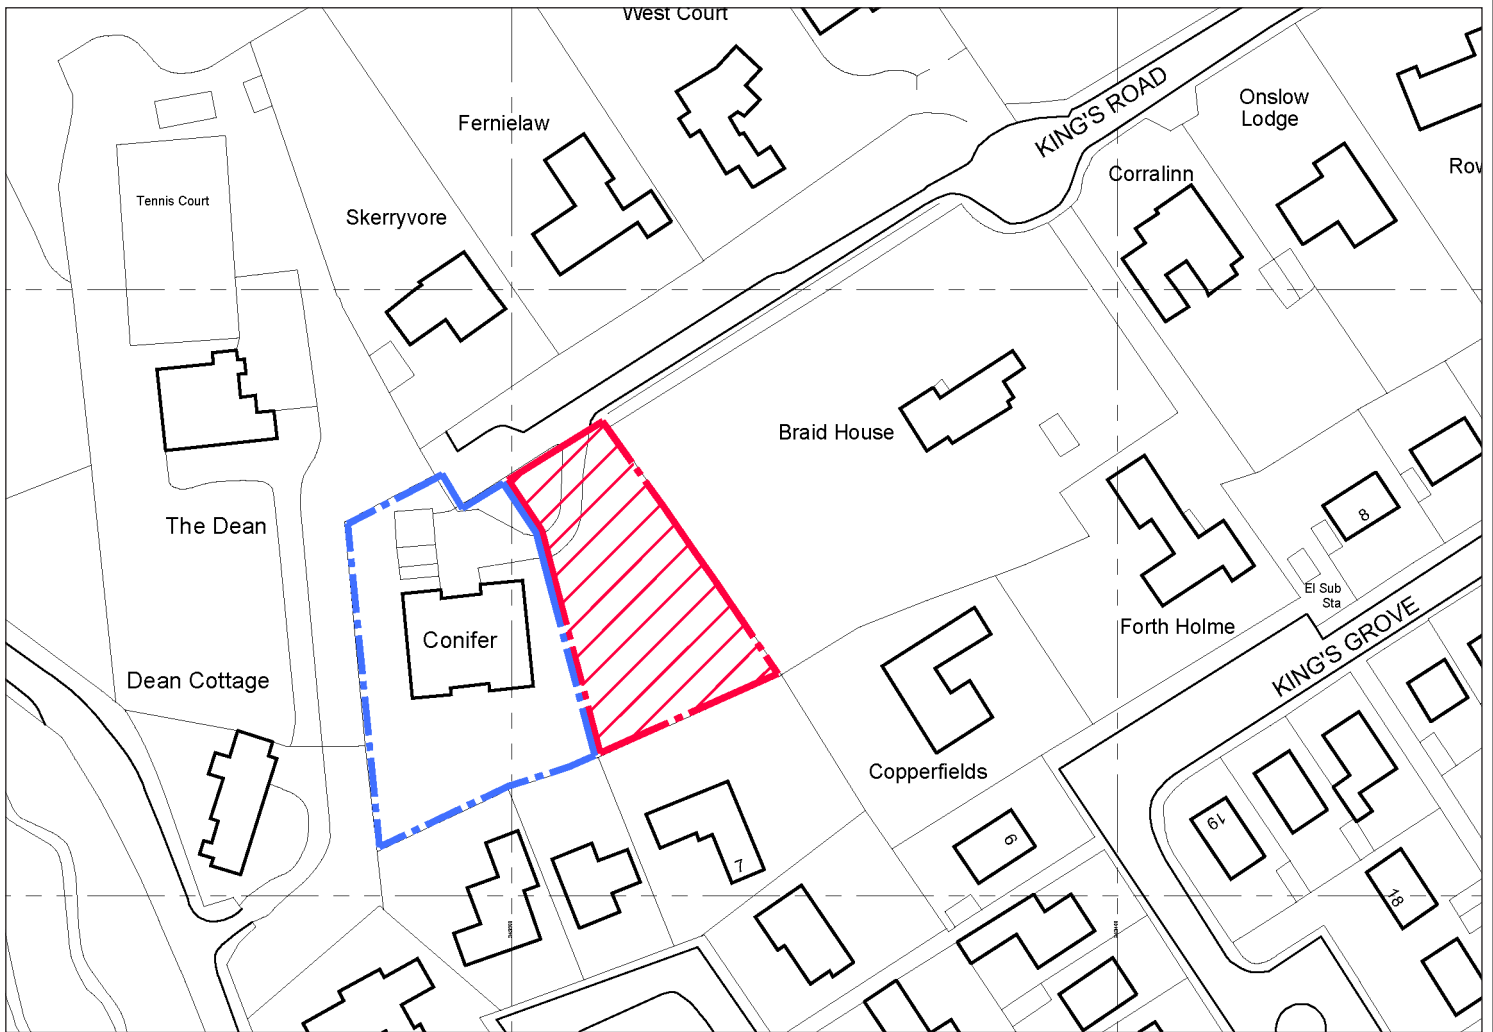 West Court
KING'S ROAD
Onslow
Lodge
Fernielaw
Corralinn
Tennis Court
Skerryvore
Braid House
The Dean
8
El Sub
Sta
KING'S GROVE
Forth Holme
Conifer
Dean Cottage
Copperfields
19
6
7
18